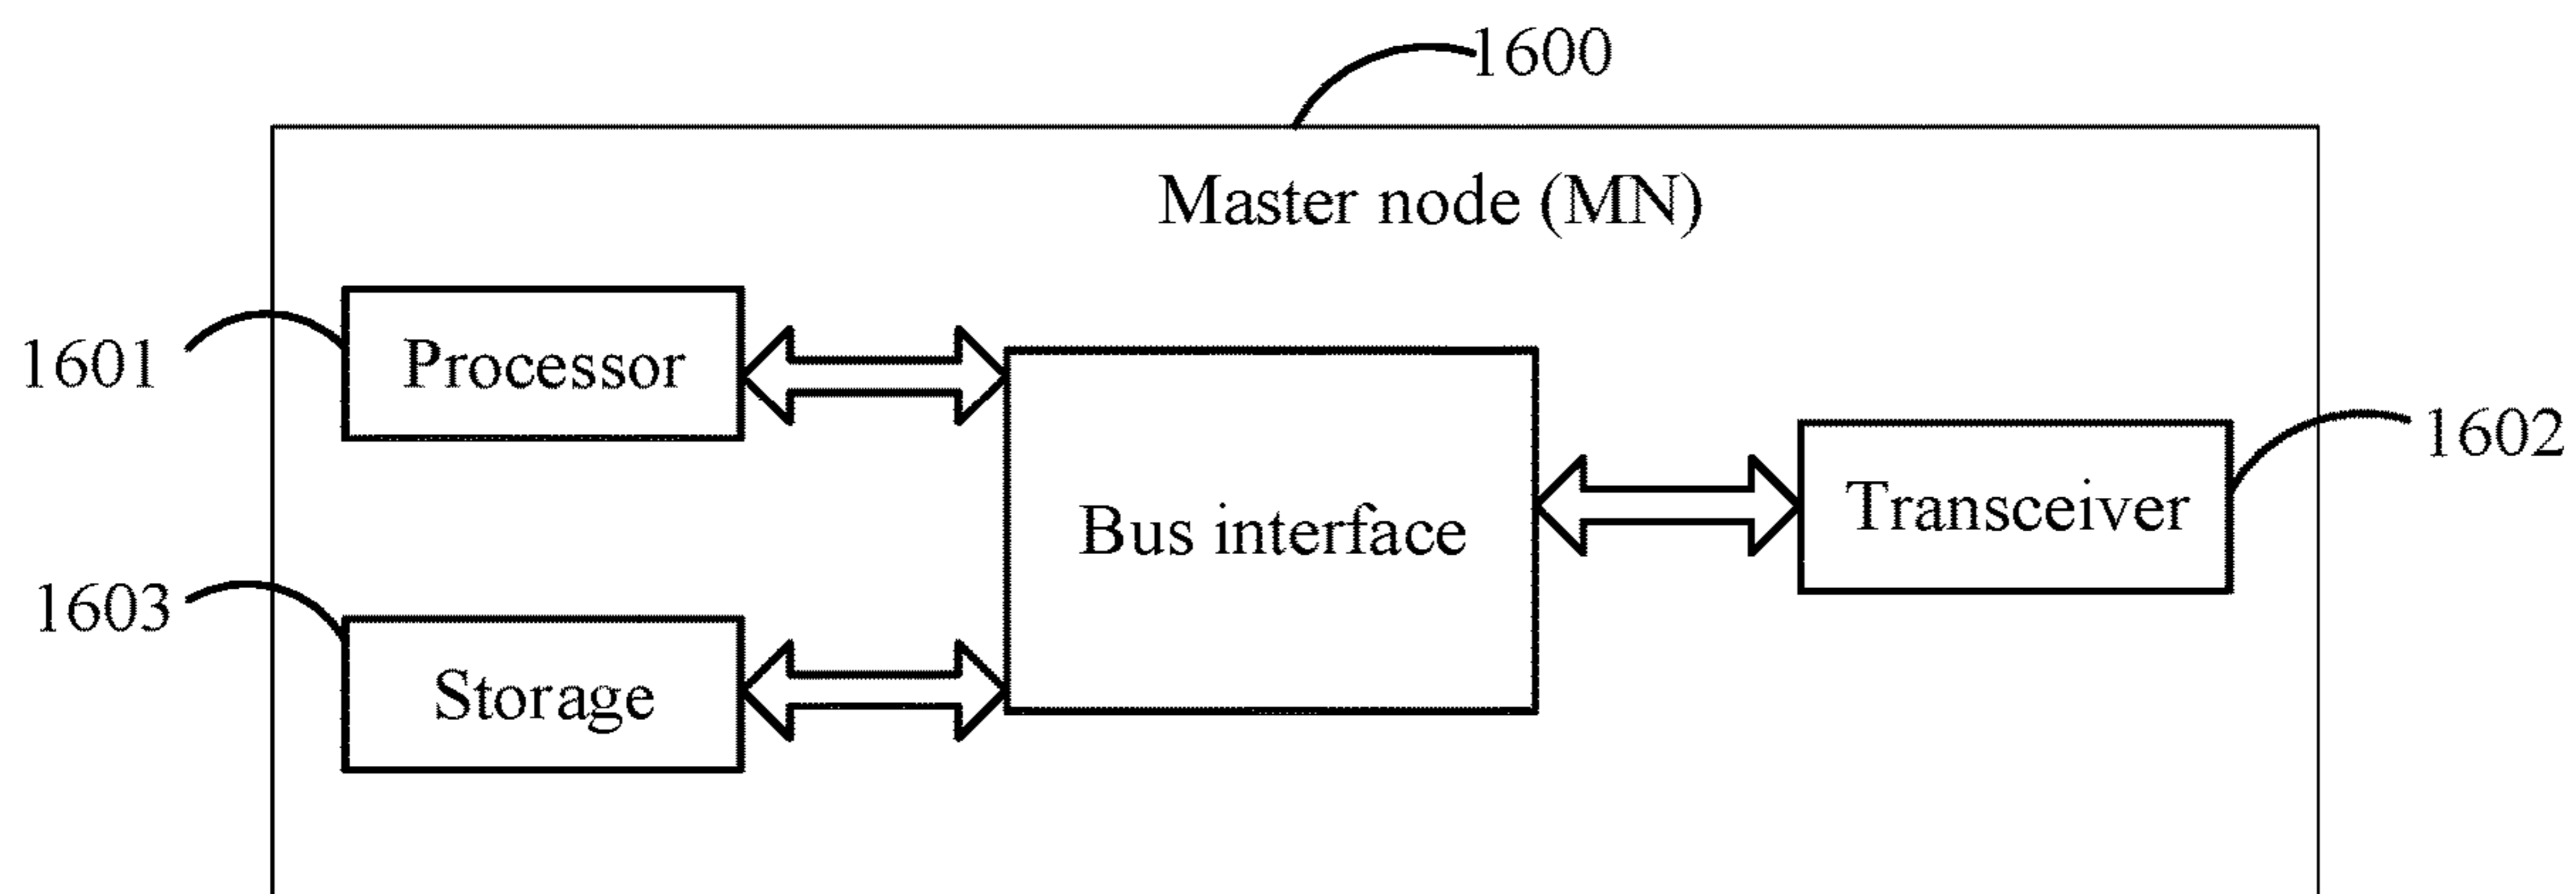 1600
Master node (MN)
1601
Processor
Bus interface
Transceiver
1602
1603
Storage